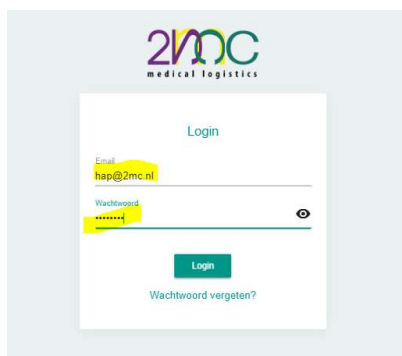 2mc
medical logistics
Login
Email
hap@2mc.nl
Wachtwoord
••••••••
Login
Wachtwoord vergeten?